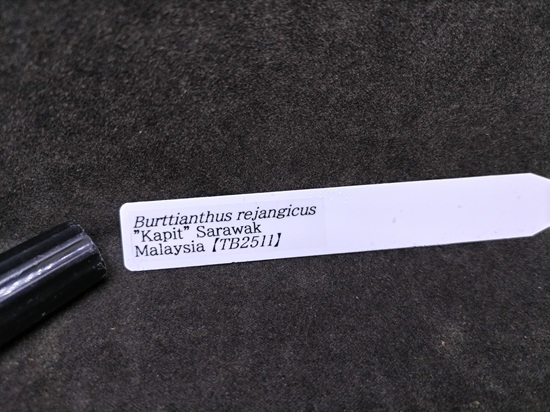 Burttianthus rejangicus
"Kapit" Sarawak
Malaysia【TB2511】